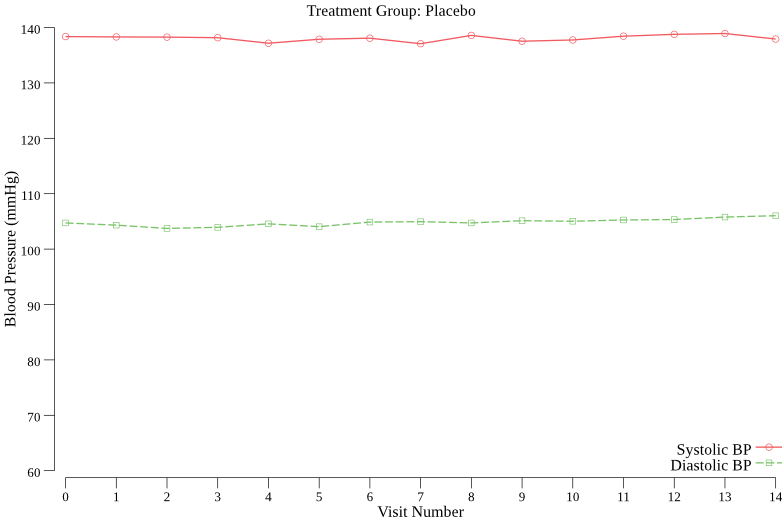 Treatment Group: Placebo
140
130
120
110
100
90
80
70
60
Blood Pressure (mmHg)
Systolic BP
Diastolic BP
0 1 2 3 4 5 6 7 8 9 10 11 12 13 14
Visit Number